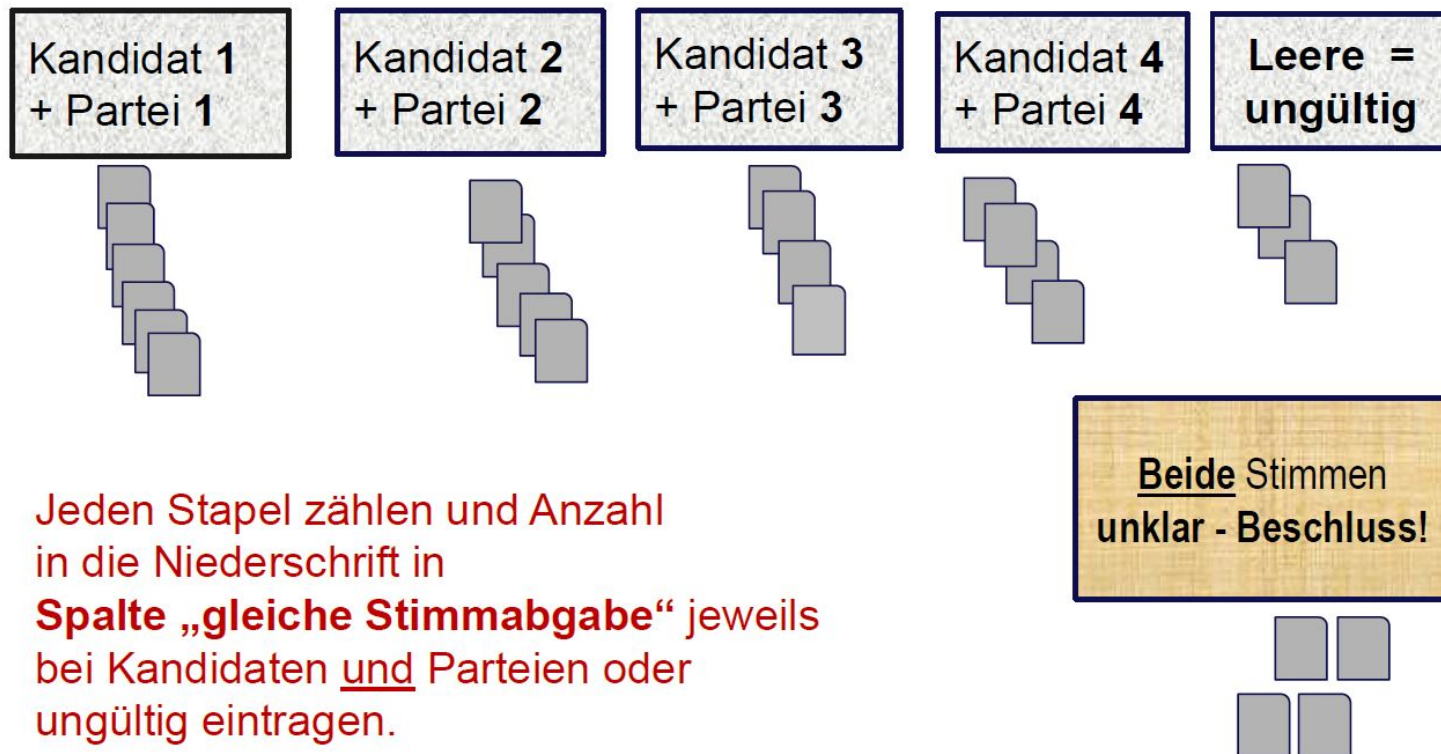 Kandidat 1
+ Partei 1
Kandidat 2
+ Partei 2
Kandidat 3
+ Partei 3
Kandidat 4
+ Partei 4
Leere =
ungültig
Beide Stimmen
unklar - Beschluss!
Jeden Stapel zählen und Anzahl
in die Niederschrift in
Spalte „gleiche Stimmabgabe“ jeweils
bei Kandidaten und Parteien oder
ungültig eintragen.